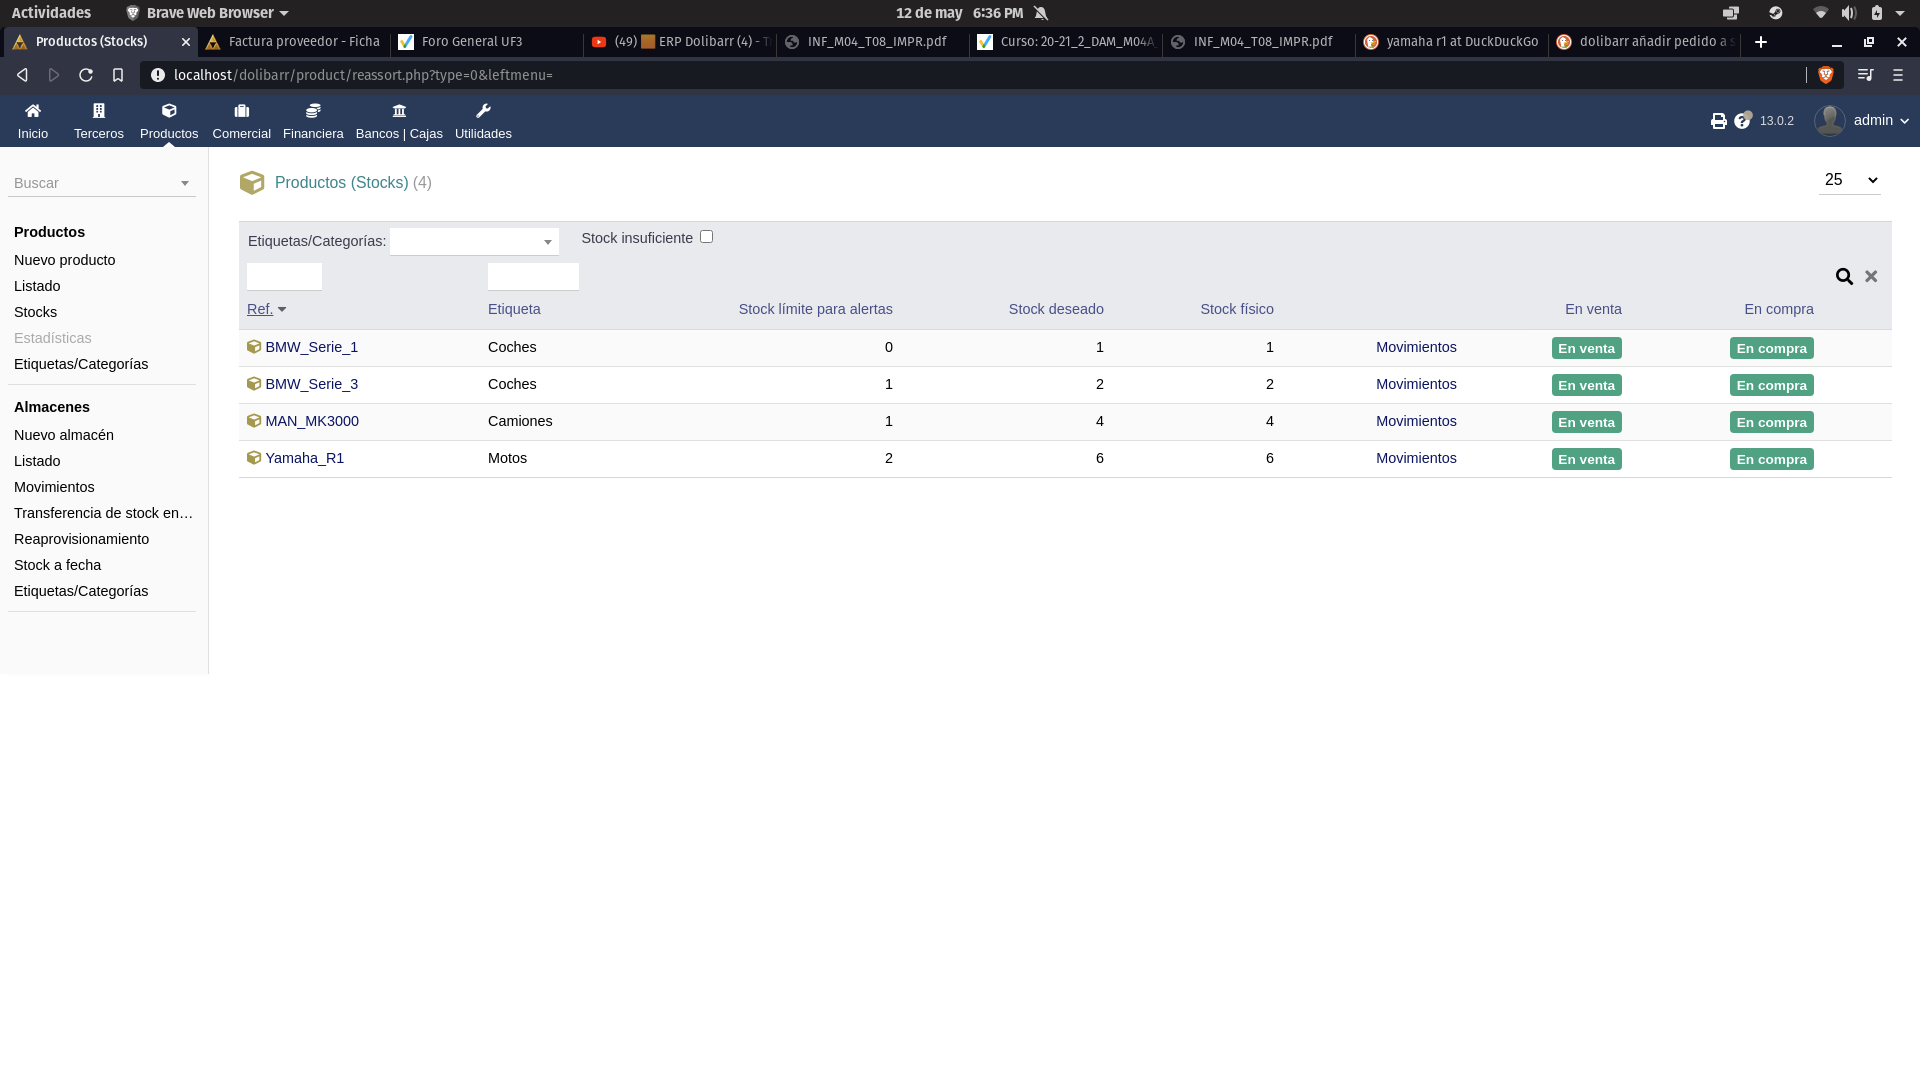 Actividades Brave Web Browser 12 de may 6:36 PM
Productos (Stocks) Factura proveedor - Ficha Foro General UF3 (49) ERP Dolibarr (4) - T INF_M04_T08_IMPR.pdf Curso: 20-21_2_DAM_M04A INF_M04_T08_IMPR.pdf yamaha r1 at DuckDuckGo dolibarr añadir pedido a s
localhost/dolibarr/product/reassort.php?type=0&leftmenu=
Inicio Terceros Productos Comercial Financiera Bancos | Cajas Utilidades 13.0.2 admin
Buscar
Productos
Nuevo producto
Listado
Stocks
Estadísticas
Etiquetas/Categorías
Almacenes
Nuevo almacén
Listado
Movimientos
Transferencia de stock en…
Reaprovisionamiento
Stock a fecha
Etiquetas/Categorías
Productos (Stocks) (4) 25
Etiquetas/Categorías: Stock insuficiente
Ref. Etiqueta Stock límite para alertas Stock deseado Stock físico En venta En compra
BMW_Serie_1 Coches 0 1 1 Movimientos En venta En compra
BMW_Serie_3 Coches 1 2 2 Movimientos En venta En compra
MAN_MK3000 Camiones 1 4 4 Movimientos En venta En compra
Yamaha_R1 Motos 2 6 6 Movimientos En venta En compra